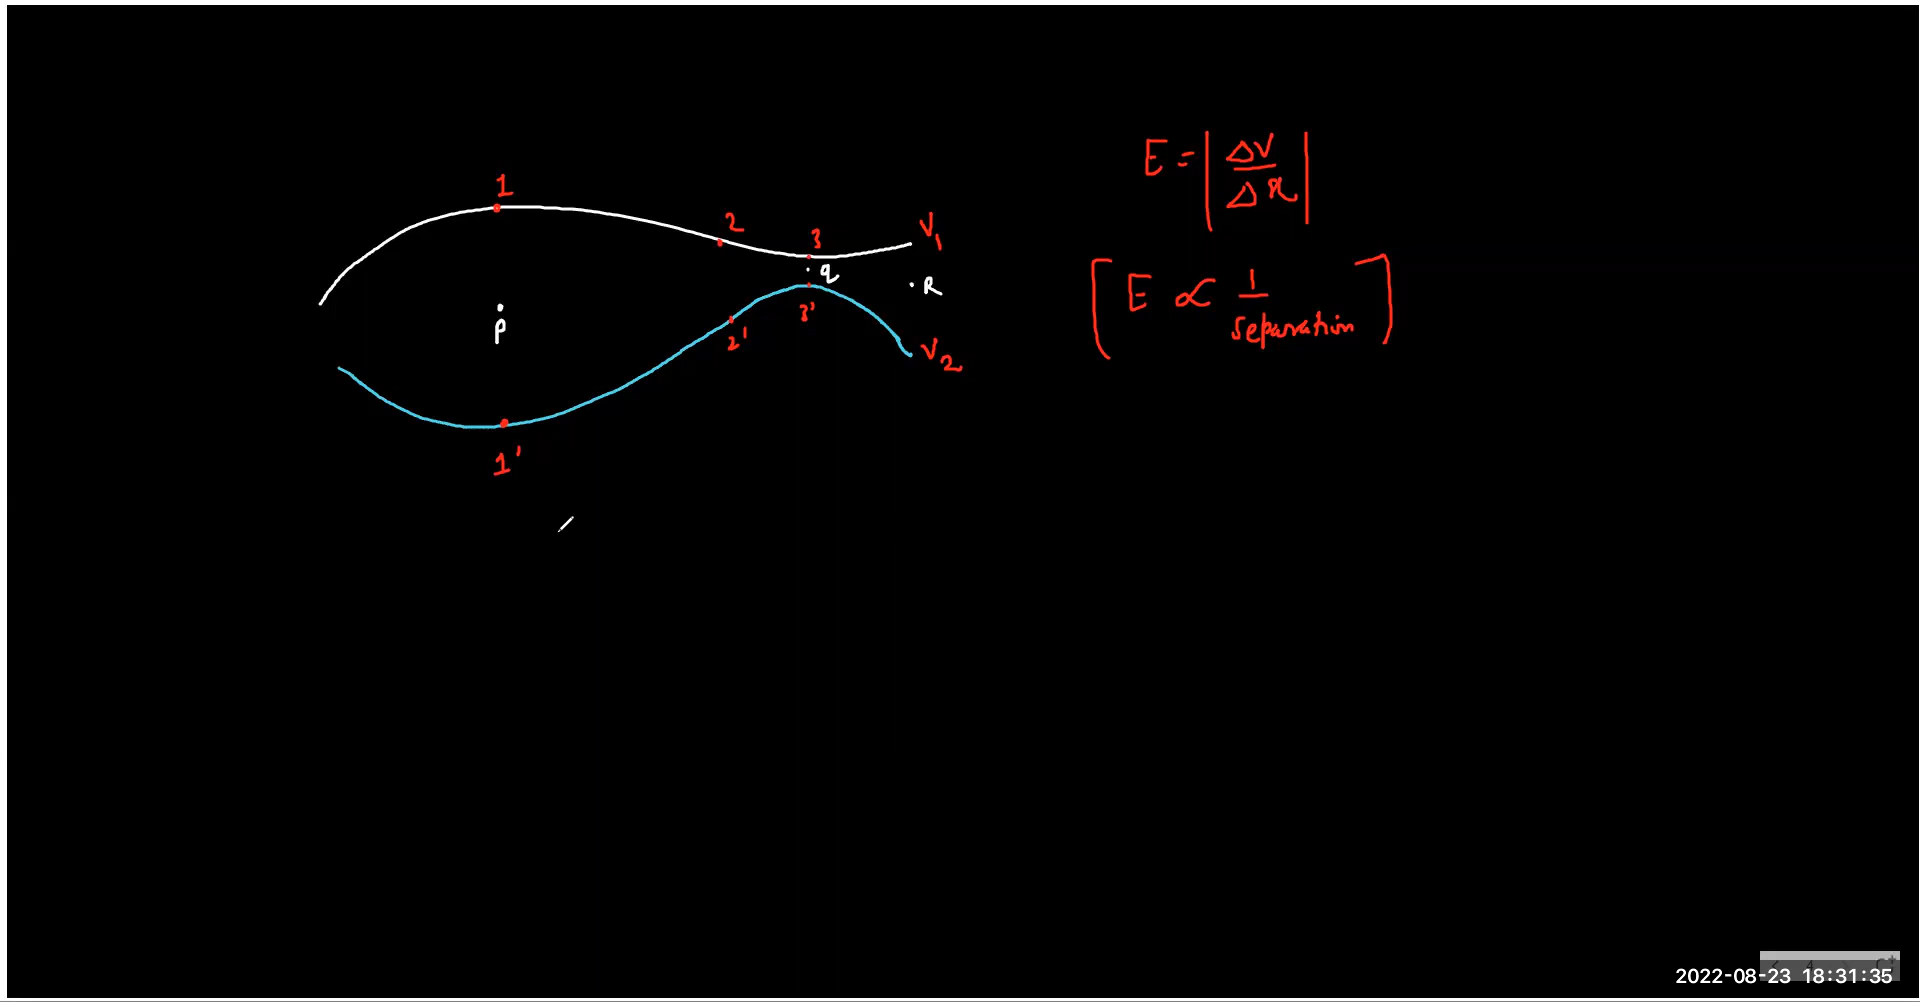 E = |ΔV/Δx|
1
2
3
V₁
q
R
[E ∝ 1/separation]
P
3'
2'
V₂
1'
2022-08-23 18:31:35